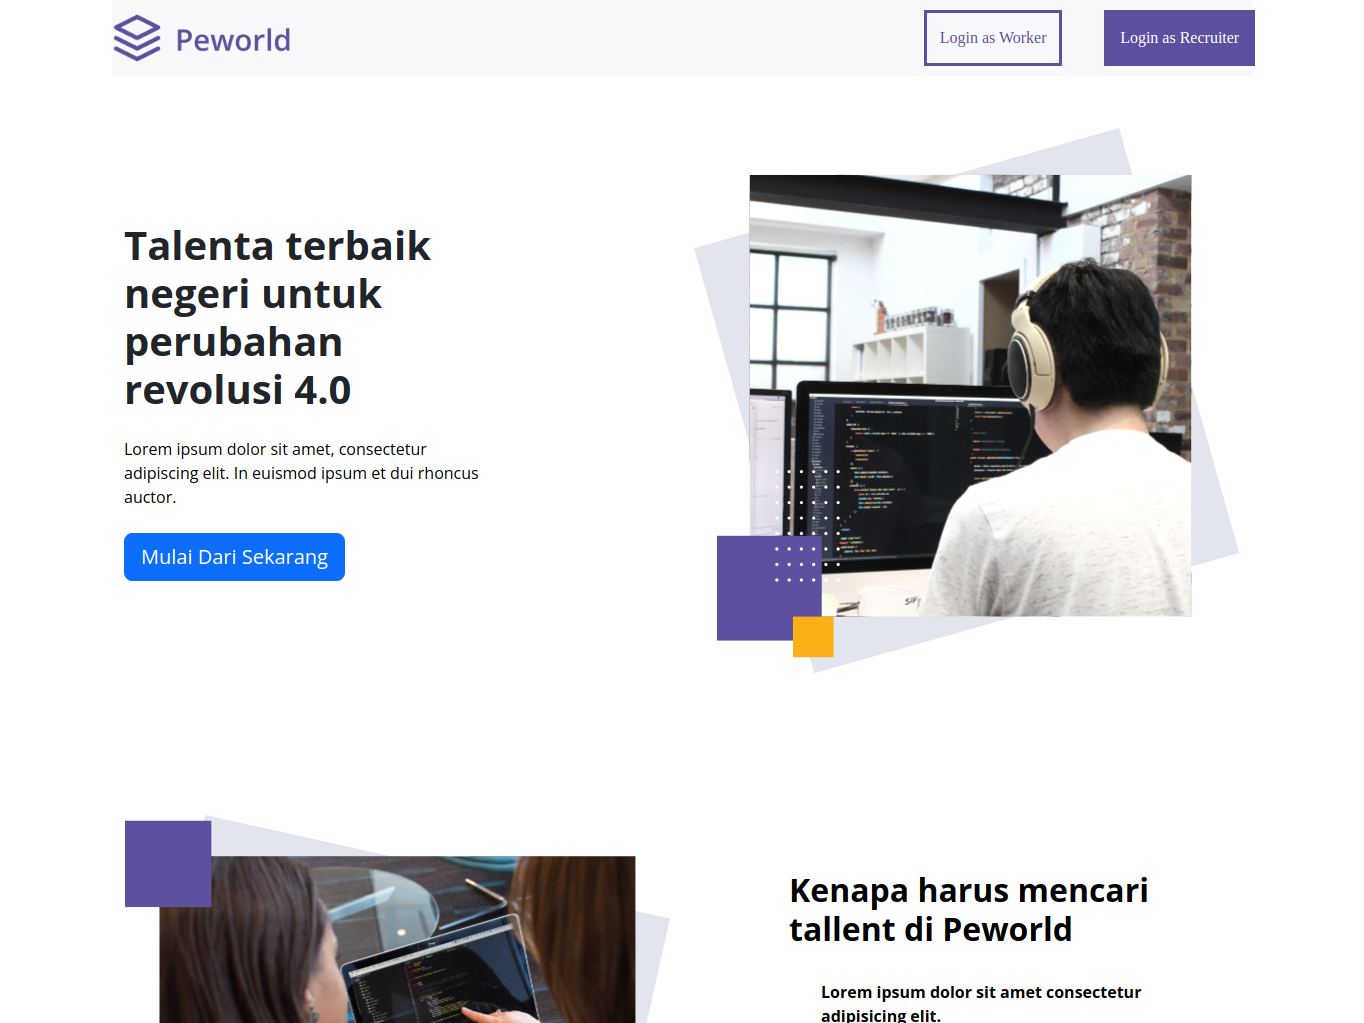 Peworld
Login as Worker
Login as Recruiter
Talenta terbaik
negeri untuk
perubahan
revolusi 4.0
Lorem ipsum dolor sit amet, consectetur
adipiscing elit. In euismod ipsum et dui rhoncus
auctor.
Mulai Dari Sekarang
Kenapa harus mencari
tallent di Peworld
Lorem ipsum dolor sit amet consectetur
adipisicing elit.